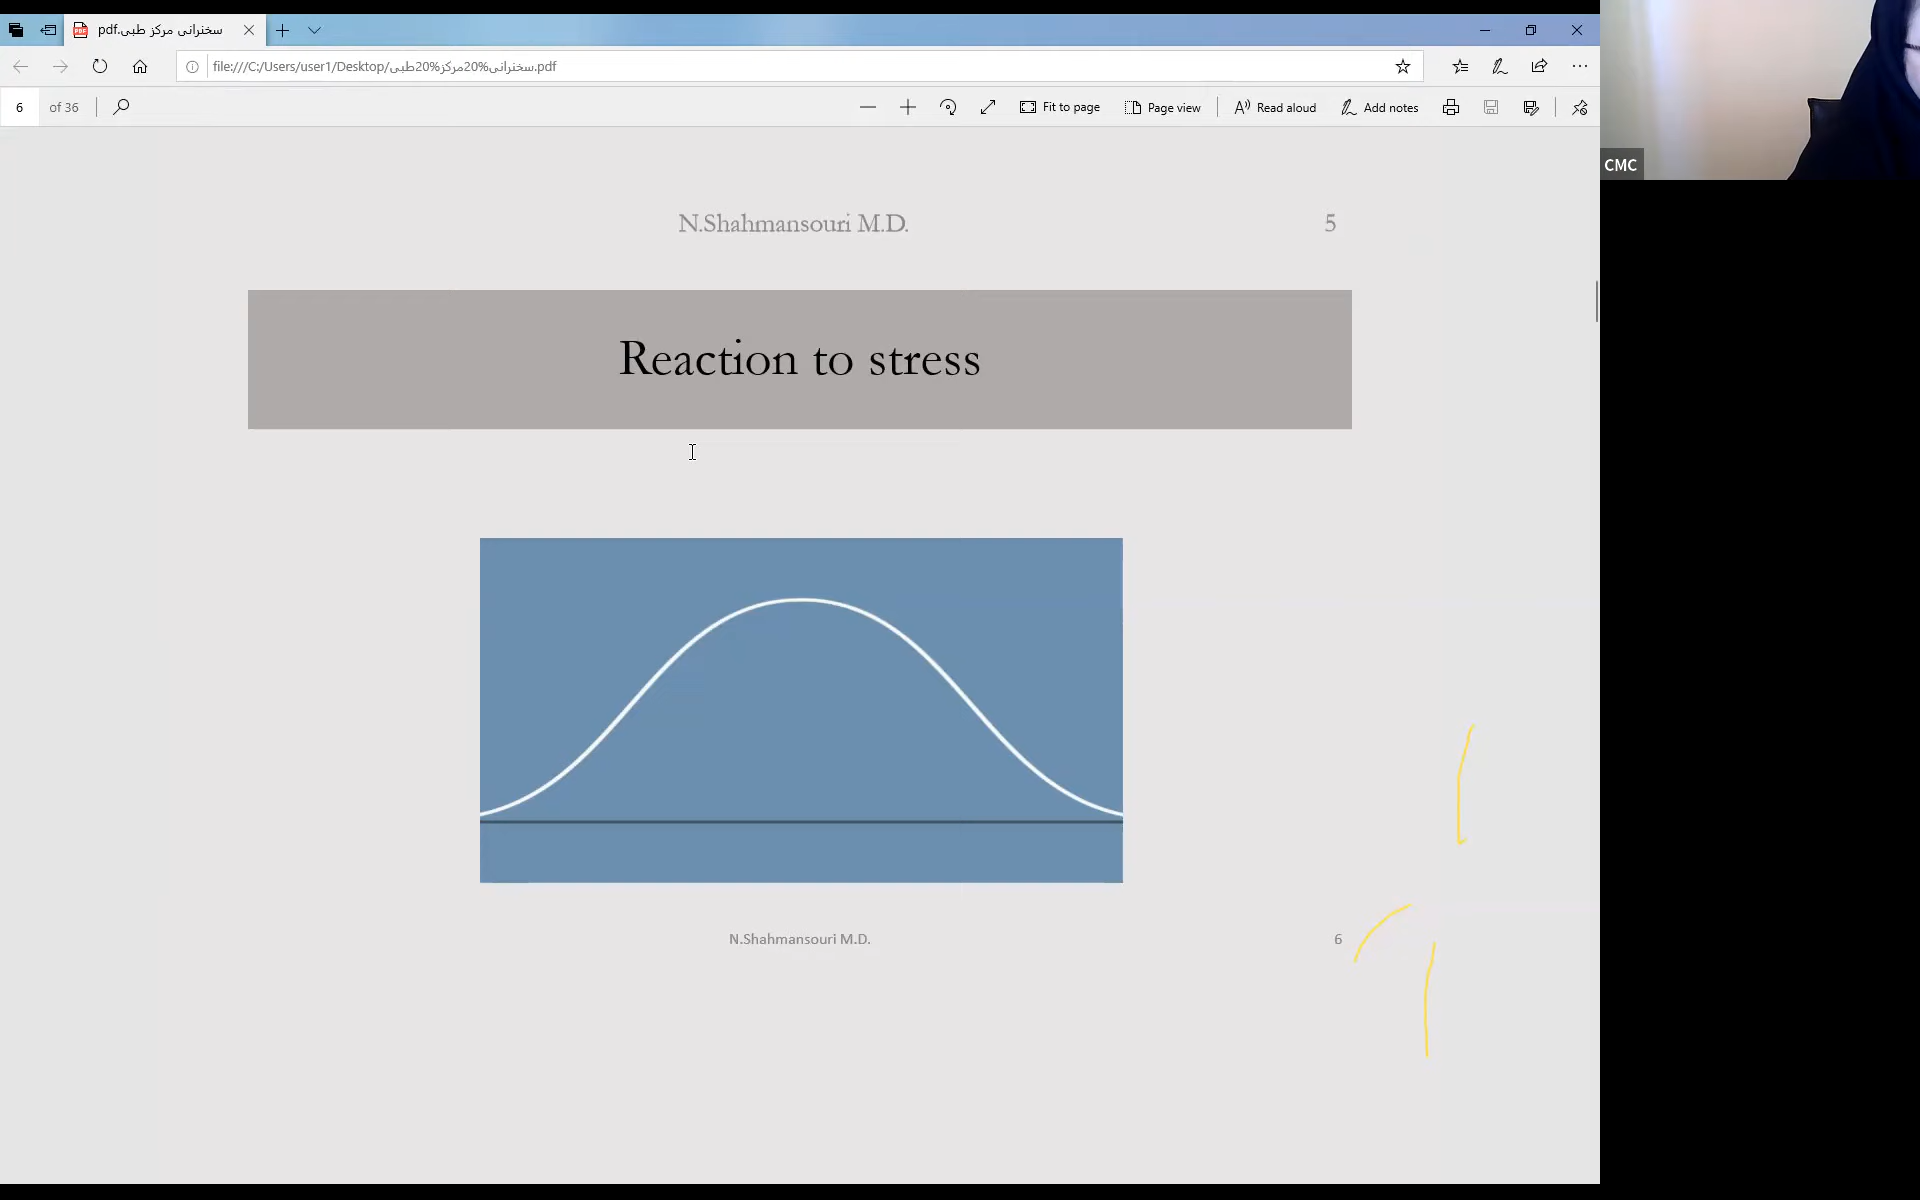 سخنرانی مرکز طبی.pdf
file:///C:/Users/user1/Desktop/سخنرانی%20مرکز%20طبی.pdf
6 of 36
Fit to page
Page view
Read aloud
Add notes
CMC
N.Shahmansouri M.D.
5
Reaction to stress
N.Shahmansouri M.D.
6